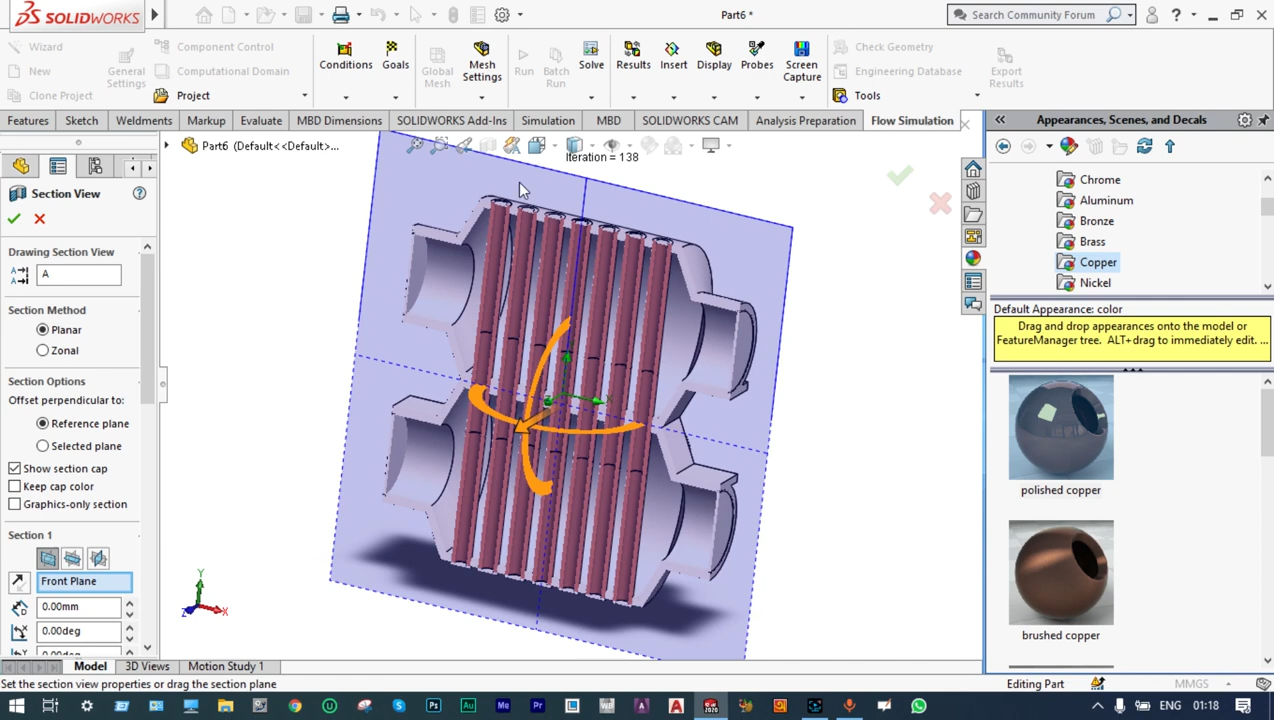 SOLIDWORKS
Part6 *
Search Community Forum
Wizard
New
Clone Project
General
Settings
Component Control
Computational Domain
Project
Conditions
Goals
Global
Mesh
Mesh
Settings
Run
Batch
Run
Solve
Results
Insert
Display
Probes
Screen
Capture
Check Geometry
Engineering Database
Tools
Export
Results
Features
Sketch
Weldments
Markup
Evaluate
MBD Dimensions
SOLIDWORKS Add-Ins
Simulation
MBD
SOLIDWORKS CAM
Analysis Preparation
Flow Simulation
Part6 (Default<<Default>...
Iteration = 138
Section View
Drawing Section View
A
Section Method
Planar
Zonal
Section Options
Offset perpendicular to:
Reference plane
Selected plane
Show section cap
Keep cap color
Graphics-only section
Section 1
Front Plane
0.00mm
0.00deg
Y
Z
X
X
Appearances, Scenes, and Decals
Chrome
Aluminum
Bronze
Brass
Copper
Nickel
Default Appearance: color
Drag and drop appearances onto the model or
FeatureManager tree. ALT+drag to immediately edit. ...
polished copper
brushed copper
Model
3D Views
Motion Study 1
Set the section view properties or drag the section plane
Editing Part
MMGS
ENG
01:18